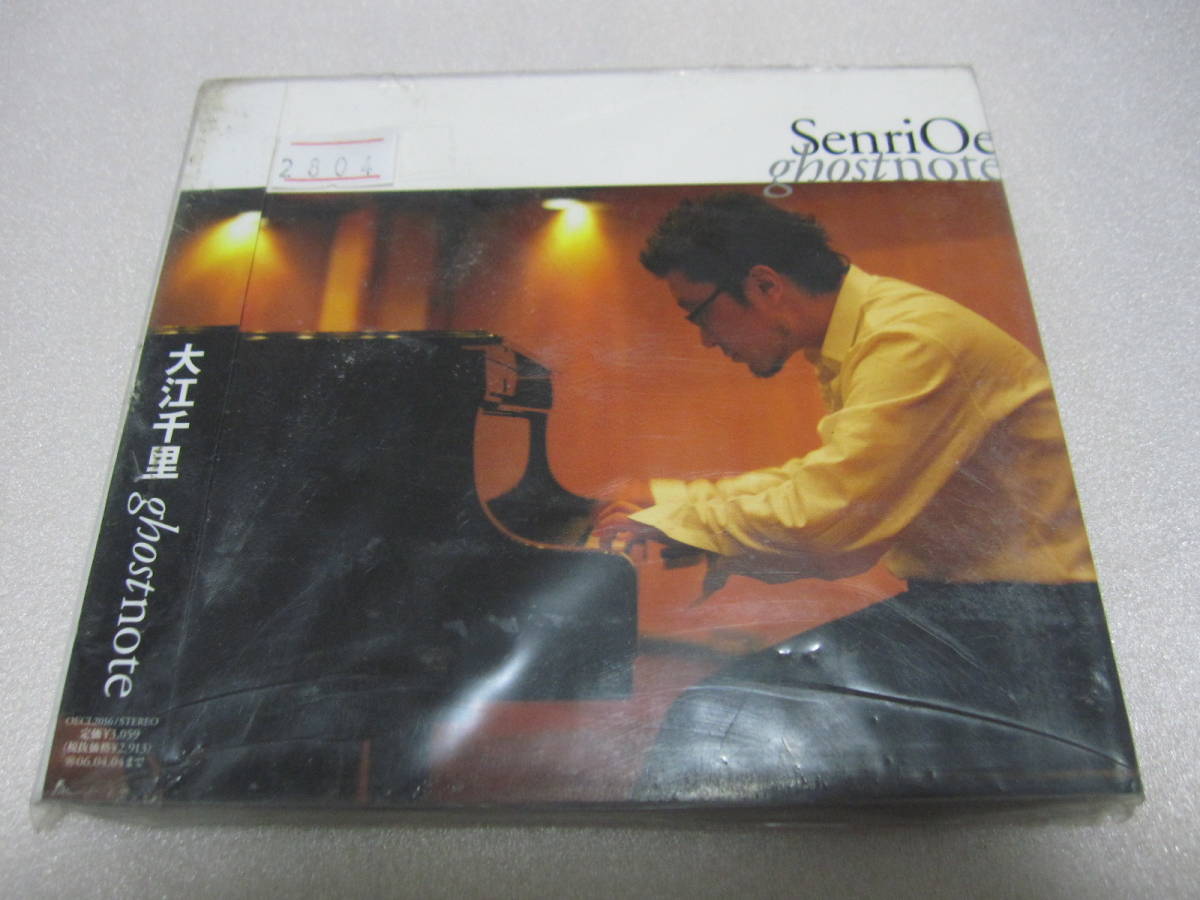 2804
SenriOe
ghostnote
大江千里 ghostnote
OECL2016/STEREO
定価¥3,059
(税抜価格¥2,913)
06.04.04まで